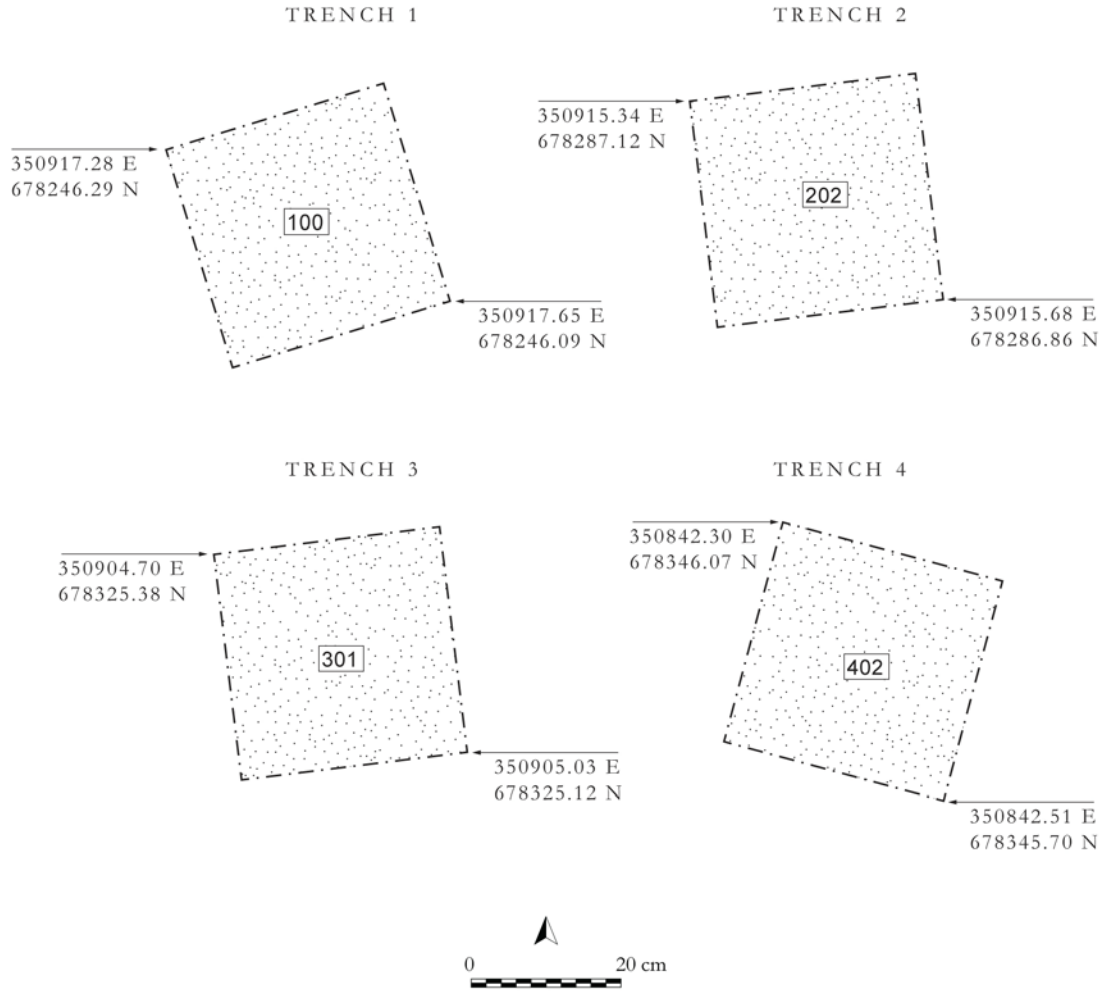 TRENCH 1
350917.28 E
678246.29 N
100
350917.65 E
678246.09 N
TRENCH 2
350915.34 E
678287.12 N
202
350915.68 E
678286.86 N
TRENCH 3
350904.70 E
678325.38 N
301
350905.03 E
678325.12 N
TRENCH 4
350842.30 E
678346.07 N
402
350842.51 E
678345.70 N
0 20 cm